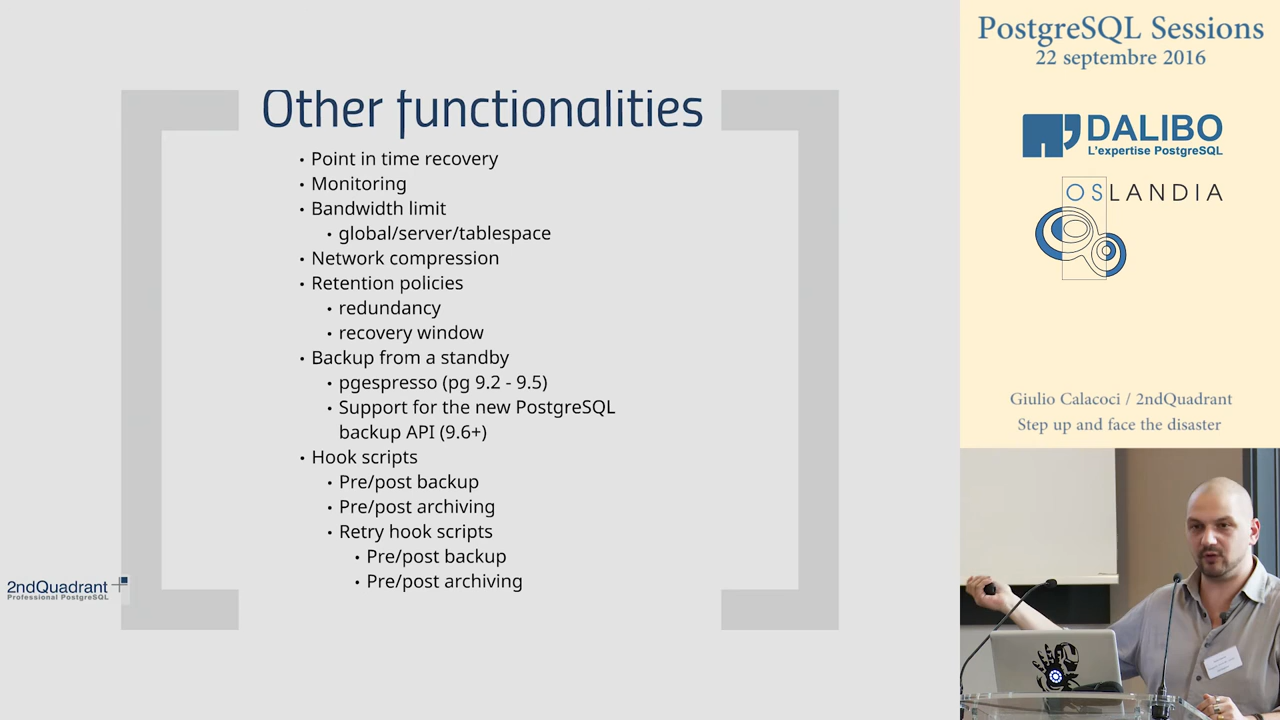 Other functionalities
• Point in time recovery
• Monitoring
• Bandwidth limit
• global/server/tablespace
• Network compression
• Retention policies
• redundancy
• recovery window
• Backup from a standby
• pgespresso (pg 9.2 - 9.5)
• Support for the new PostgreSQL
backup API (9.6+)
• Hook scripts
• Pre/post backup
• Pre/post archiving
• Retry hook scripts
• Pre/post backup
• Pre/post archiving
2ndQuadrant
Professional PostgreSQL
PostgreSQL Sessions
22 septembre 2016
DALIBO
L'expertise PostgreSQL
OSLANDIA
Giulio Calacoci / 2ndQuadrant
Step up and face the disaster